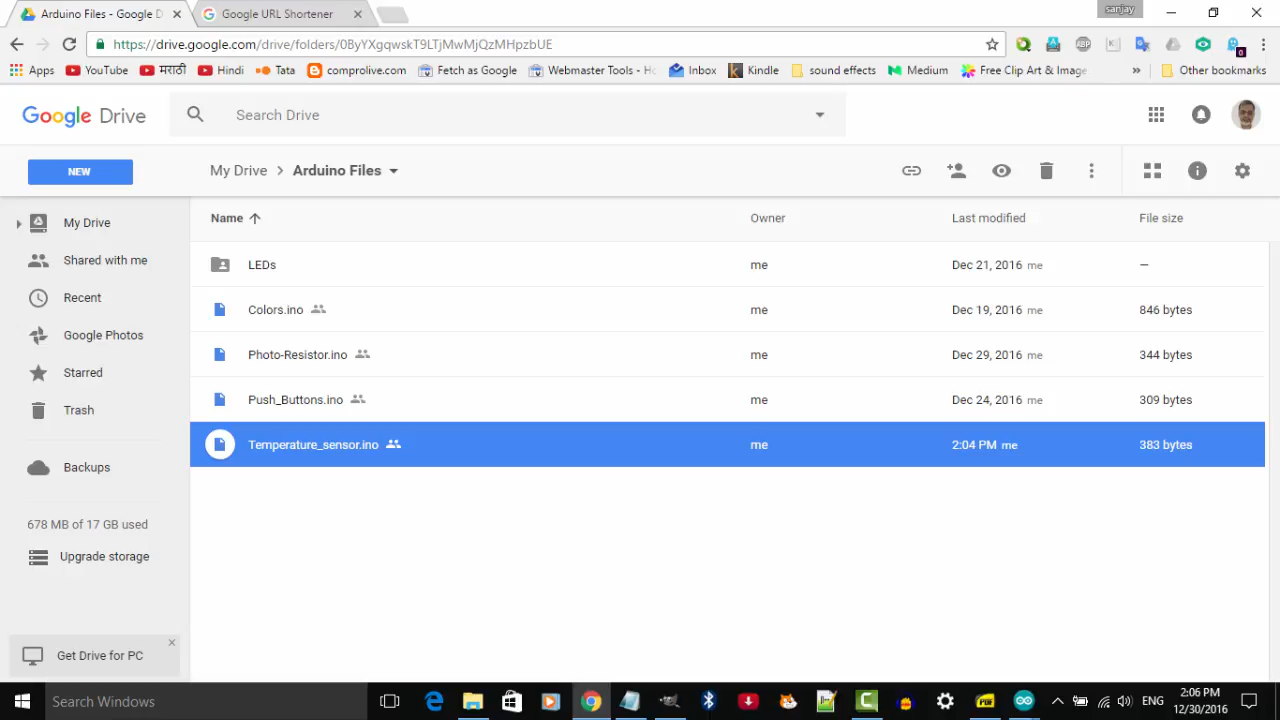 Arduino Files - Google D
Google URL Shortener
sanjay
https://drive.google.com/drive/folders/0ByYXgqwskT9LTjMwMjQzMHpzbUE
ABP
0
Apps YouTube मराठी Hindi Tata comprolive.com Fetch as Google Webmaster Tools - Ho Inbox Kindle sound effects Medium Free Clip Art & Image » Other bookmarks
Google Drive
Search Drive
NEW
My Drive > Arduino Files
My Drive
Shared with me
Recent
Google Photos
Starred
Trash
Backups
678 MB of 17 GB used
Upgrade storage
Get Drive for PC
Name Owner Last modified File size
LEDs me Dec 21, 2016 me —
Colors.ino me Dec 19, 2016 me 846 bytes
Photo-Resistor.ino me Dec 29, 2016 me 344 bytes
Push_Buttons.ino me Dec 24, 2016 me 309 bytes
Temperature_sensor.ino me 2:04 PM me 383 bytes
Search Windows
ENG
2:06 PM
12/30/2016